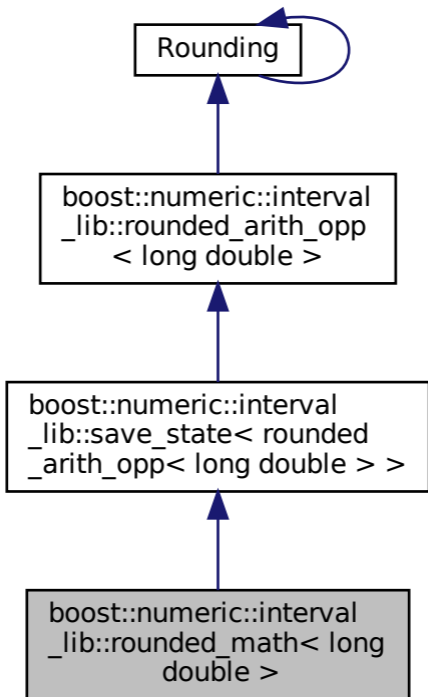 Rounding
boost::numeric::interval
_lib::rounded_arith_opp
< long double >
boost::numeric::interval
_lib::save_state< rounded
_arith_opp< long double > >
boost::numeric::interval
_lib::rounded_math< long
double >